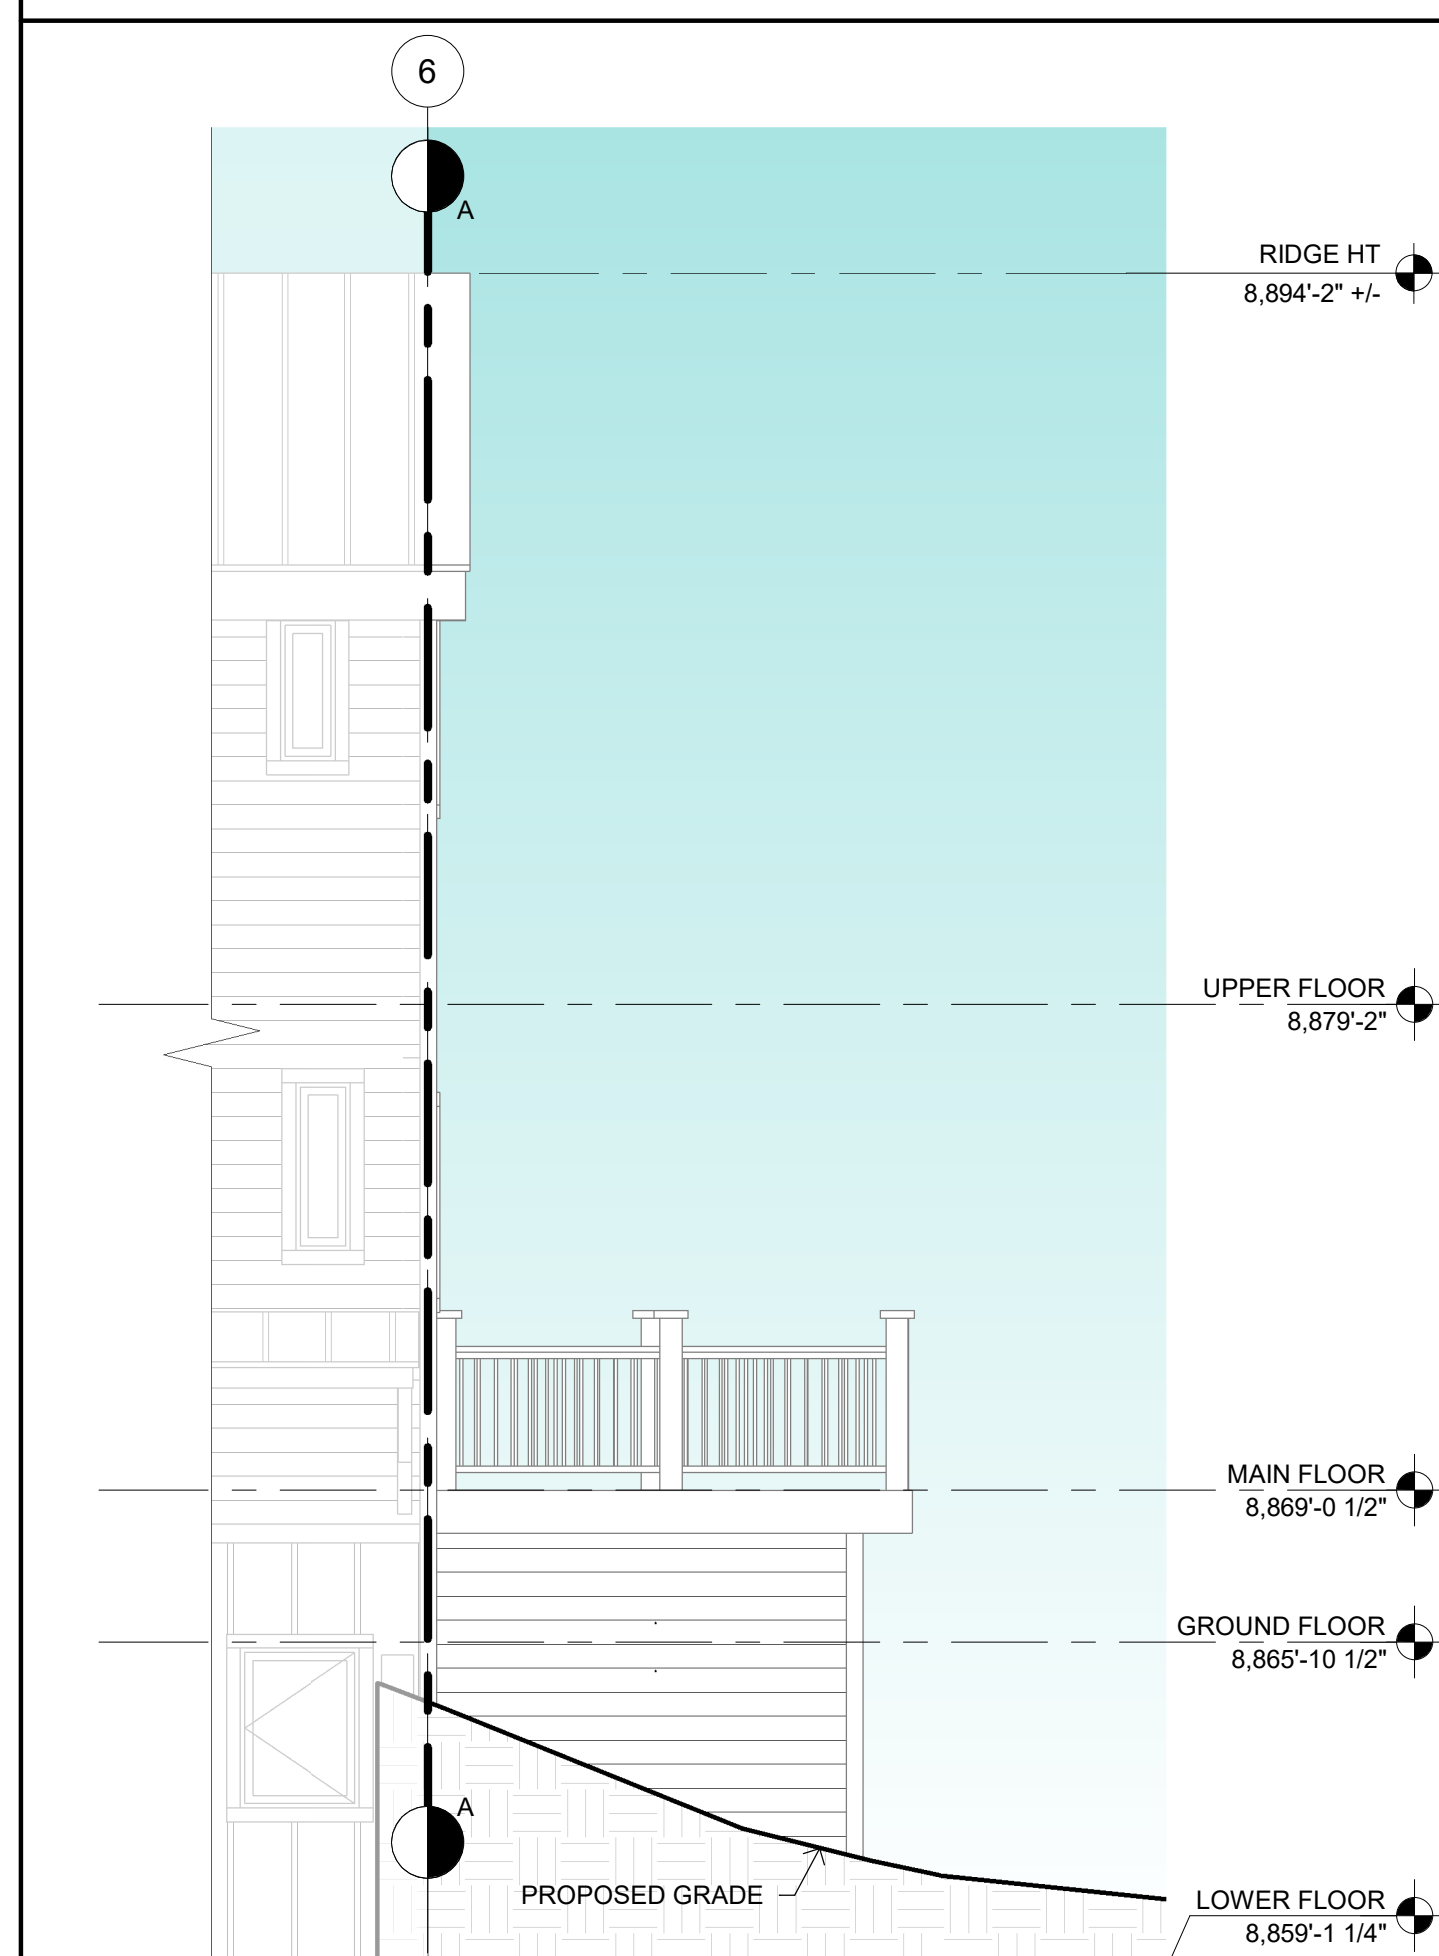 6
A
RIDGE HT
8,894'-2" +/-
UPPER FLOOR
8,879'-2"
MAIN FLOOR
8,869'-0 1/2"
GROUND FLOOR
8,865'-10 1/2"
A
PROPOSED GRADE
LOWER FLOOR
8,859'-1 1/4"